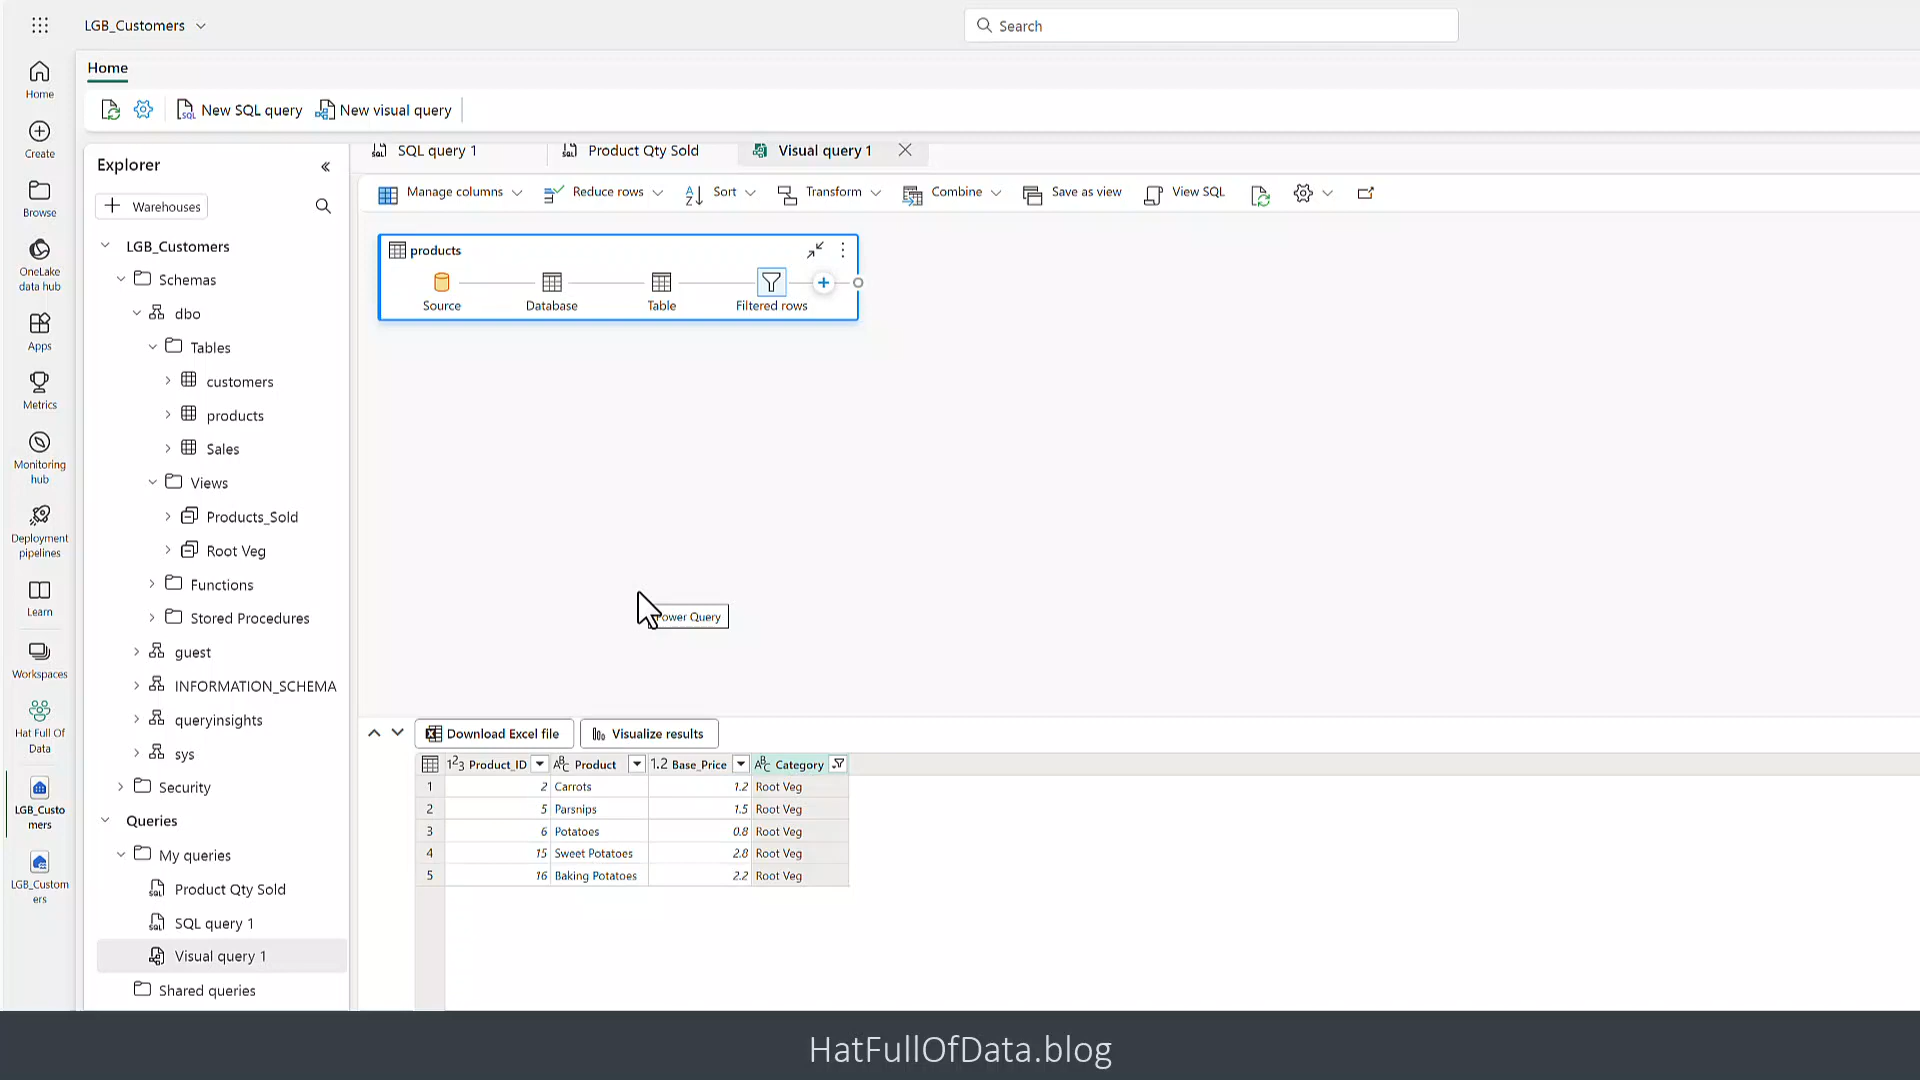 LGB_Customers
Search
Home
Home
New SQL query
New visual query
Create
Browse
OneLake
data hub
Apps
Metrics
Monitoring
hub
Deployment
pipelines
Learn
Workspaces
Hat Full Of
Data
LGB_Custo
mers
LGB_Custom
ers
Explorer
Warehouses
LGB_Customers
Schemas
dbo
Tables
customers
products
Sales
Views
Products_Sold
Root Veg
Functions
Stored Procedures
guest
INFORMATION_SCHEMA
queryinsights
sys
Security
Queries
My queries
Product Qty Sold
SQL query 1
Visual query 1
Shared queries
SQL query 1
Product Qty Sold
Visual query 1
Manage columns
Reduce rows
Sort
Transform
Combine
Save as view
View SQL
products
Source
Database
Table
Filtered rows
ower Query
Download Excel file
Visualize results
123 Product_ID ABC Product 1.2 Base_Price ABC Category
1 2 Carrots 1.2 Root Veg
2 5 Parsnips 1.5 Root Veg
3 6 Potatoes 0.8 Root Veg
4 15 Sweet Potatoes 2.8 Root Veg
5 16 Baking Potatoes 2.2 Root Veg
HatFullOfData.blog